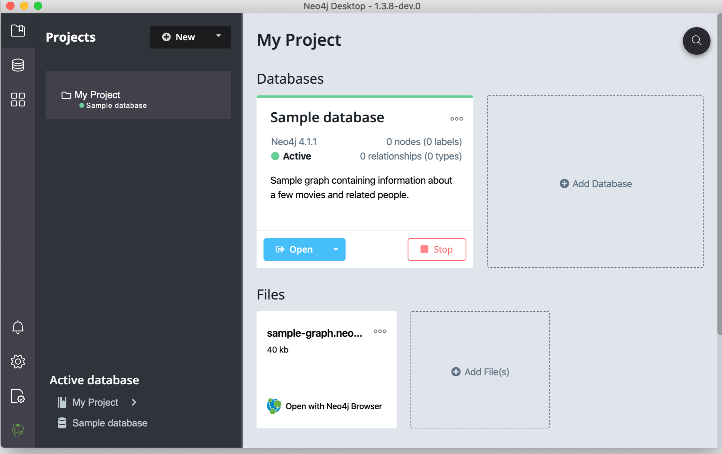 Neo4j Desktop - 1.3.8-dev.0
Projects
New
My Project
Sample database
Active database
My Project
Sample database
My Project
Databases
Sample database
Neo4j 4.1.1
0 nodes (0 labels)
Active
0 relationships (0 types)
Sample graph containing information about
a few movies and related people.
Open
Stop
Add Database
Files
sample-graph.neo...
40 kb
Open with Neo4j Browser
Add File(s)